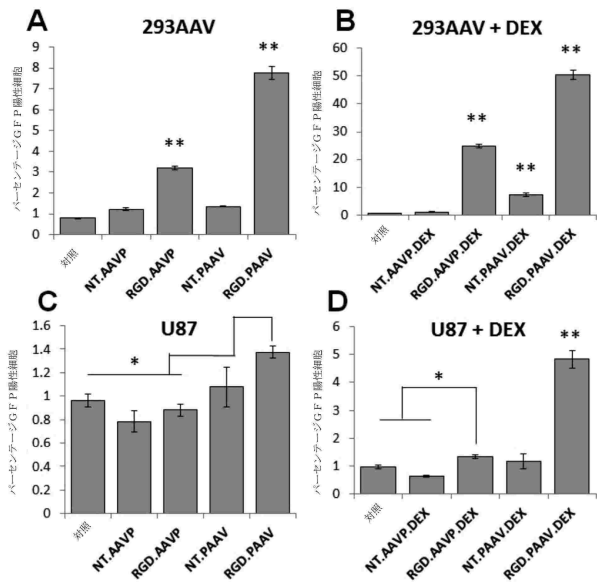 A
293AAV
パーセンテージGFP陽性細胞
8
7
6
5
4
3
2
1
0
**
**
対照
NT.AAVP
RGD.AAVP
NT.PAAV
RGD.PAAV
B
293AAV + DEX
パーセンテージGFP陽性細胞
60
50
40
30
20
10
0
**
**
**
対照
NT.AAVP.DEX
RGD.AAVP.DEX
NT.PAAV.DEX
RGD.PAAV.DEX
C
U87
パーセンテージGFP陽性細胞
1.6
1.4
1.2
1
0.8
0.6
0.4
0.2
0
*
対照
NT.AAVP
RGD.AAVP
NT.PAAV
RGD.PAAV
D
U87 + DEX
パーセンテージGFP陽性細胞
6
5
4
3
2
1
0
*
**
対照
NT.AAVP.DEX
RGD.AAVP.DEX
NT.PAAV.DEX
RGD.PAAV.DEX